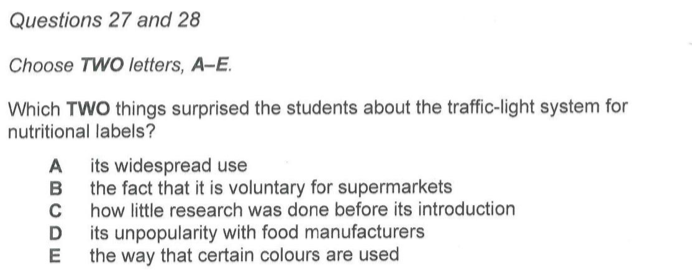 Questions 27 and 28
Choose TWO letters, A–E.
Which TWO things surprised the students about the traffic-light system for
nutritional labels?
A its widespread use
B the fact that it is voluntary for supermarkets
C how little research was done before its introduction
D its unpopularity with food manufacturers
E the way that certain colours are used